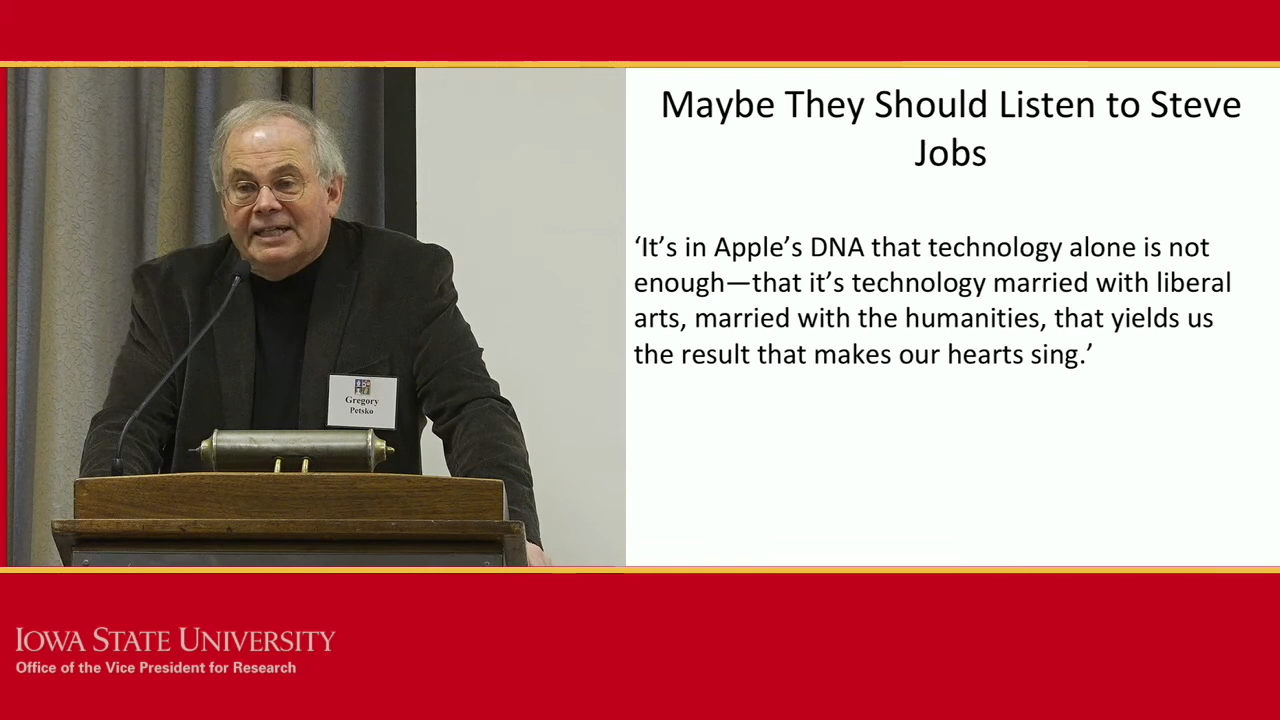 Maybe They Should Listen to Steve
Jobs
‘It’s in Apple’s DNA that technology alone is not
enough—that it’s technology married with liberal
arts, married with the humanities, that yields us
the result that makes our hearts sing.’
Gregory
Petsko
IOWA STATE UNIVERSITY
Office of the Vice President for Research